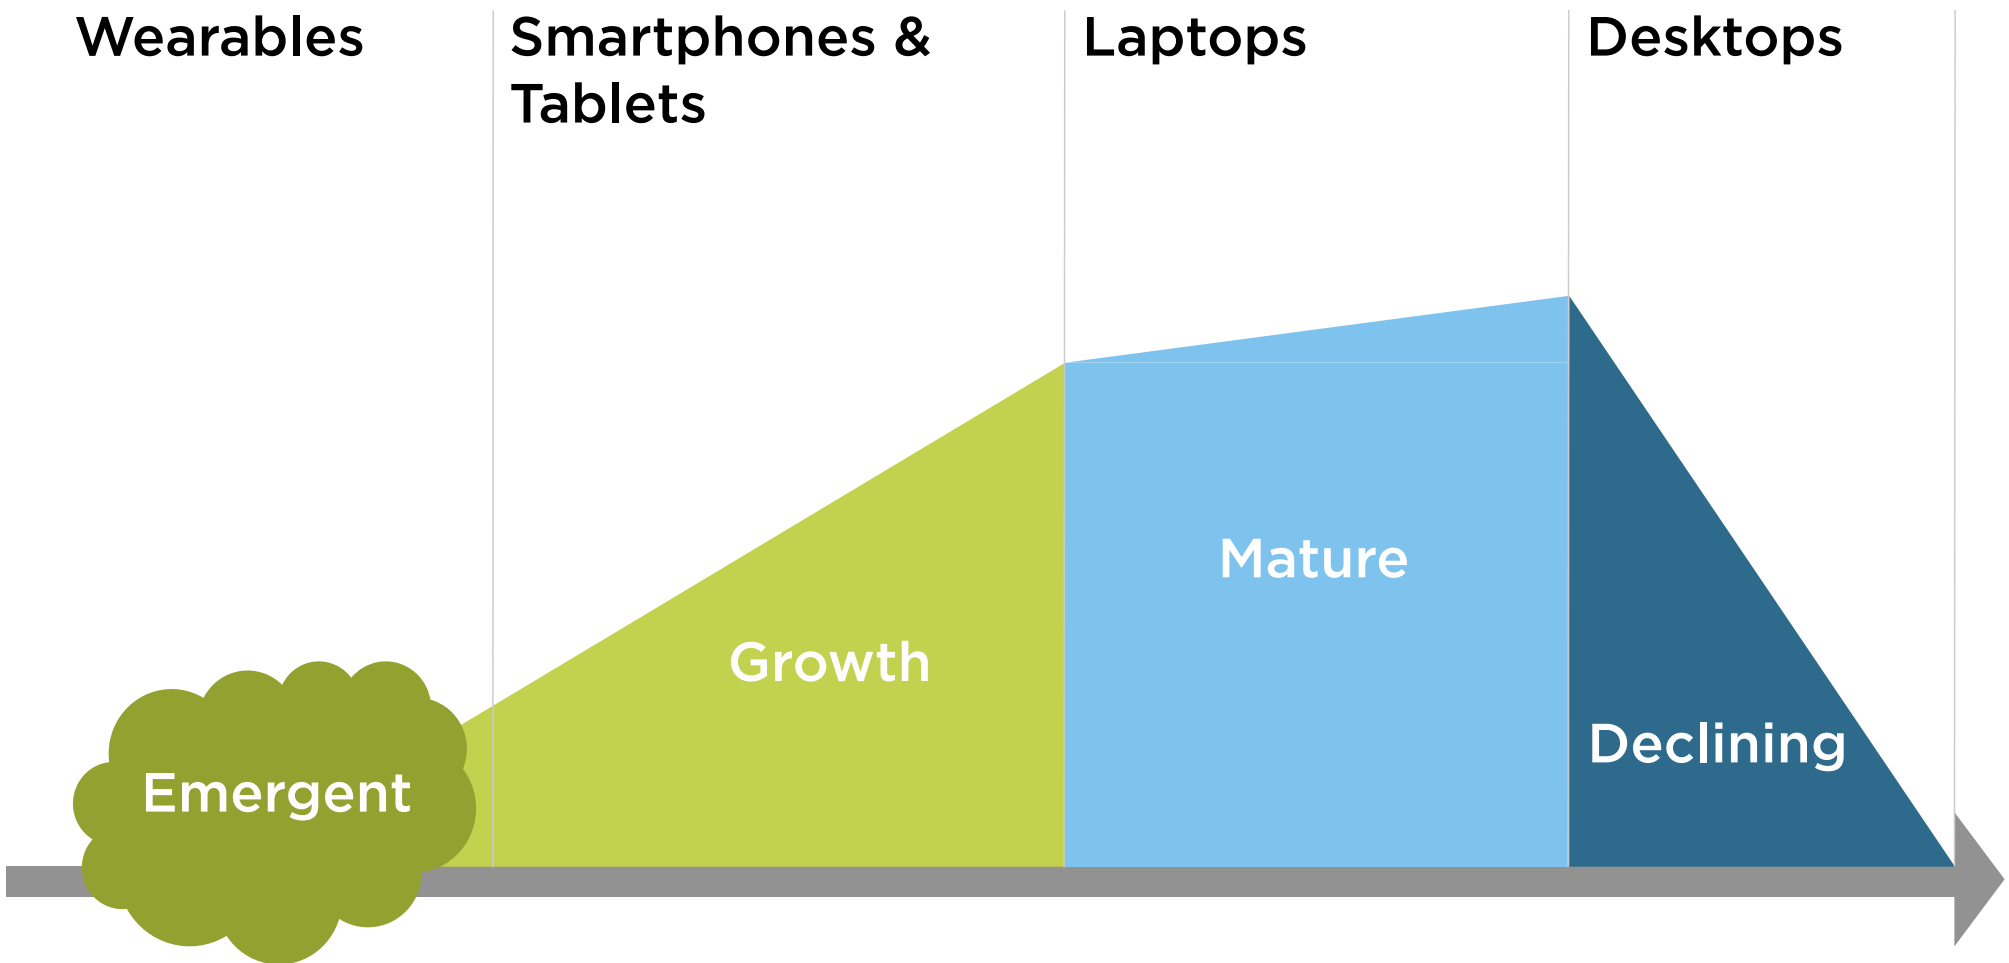 Wearables
Smartphones &
Tablets
Laptops
Desktops
Emergent
Growth
Mature
Declining